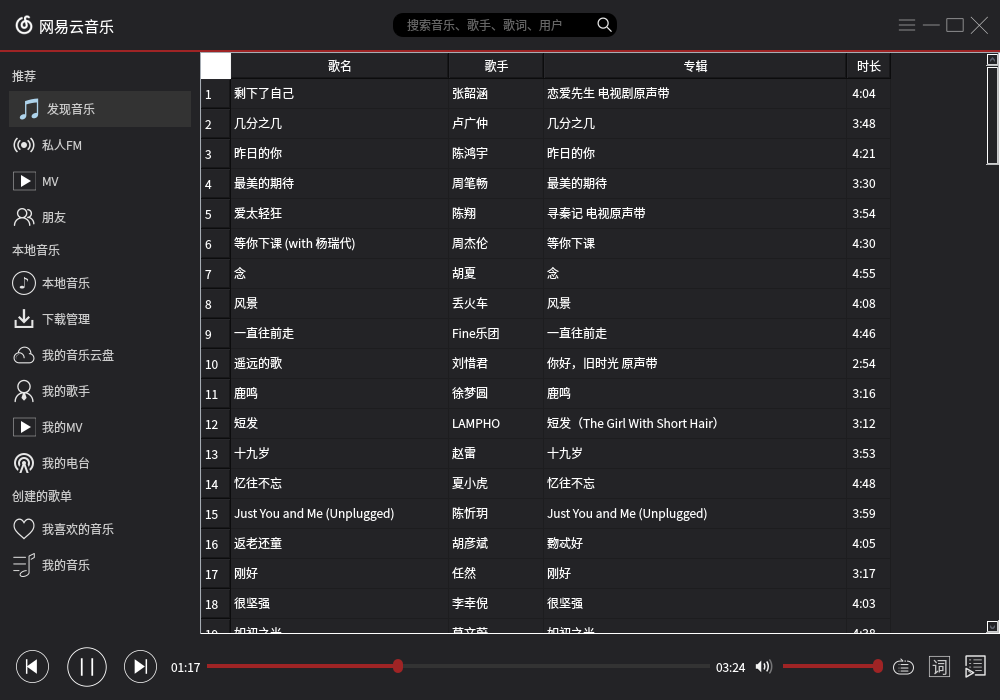 网易云音乐
搜索音乐、歌手、歌词、用户
推荐
发现音乐
私人FM
MV
朋友
本地音乐
本地音乐
下载管理
我的音乐云盘
我的歌手
我的MV
我的电台
创建的歌单
我喜欢的音乐
我的音乐
歌名 歌手 专辑 时长
1 剩下了自己 张韶涵 恋爱先生 电视剧原声带 4:04
2 几分之几 卢广仲 几分之几 3:48
3 昨日的你 陈鸿宇 昨日的你 4:21
4 最美的期待 周笔畅 最美的期待 3:30
5 爱太轻狂 陈翔 寻秦记 电视原声带 3:54
6 等你下课 (with 杨瑞代) 周杰伦 等你下课 4:30
7 念 胡夏 念 4:55
8 风景 丢火车 风景 4:08
9 一直往前走 Fine乐团 一直往前走 4:46
10 遥远的歌 刘惜君 你好，旧时光 原声带 2:54
11 鹿鸣 徐梦圆 鹿鸣 3:16
12 短发 LAMPHO 短发（The Girl With Short Hair） 3:12
13 十九岁 赵雷 十九岁 3:53
14 忆往不忘 夏小虎 忆往不忘 4:48
15 Just You and Me (Unplugged) 陈忻玥 Just You and Me (Unplugged) 3:59
16 返老还童 胡彦斌 覅忒好 4:05
17 刚好 任然 刚好 3:17
18 很坚强 李幸倪 很坚强 4:03
19 如初之光 莫文蔚 如初之光 4:38
01:17 03:24 词